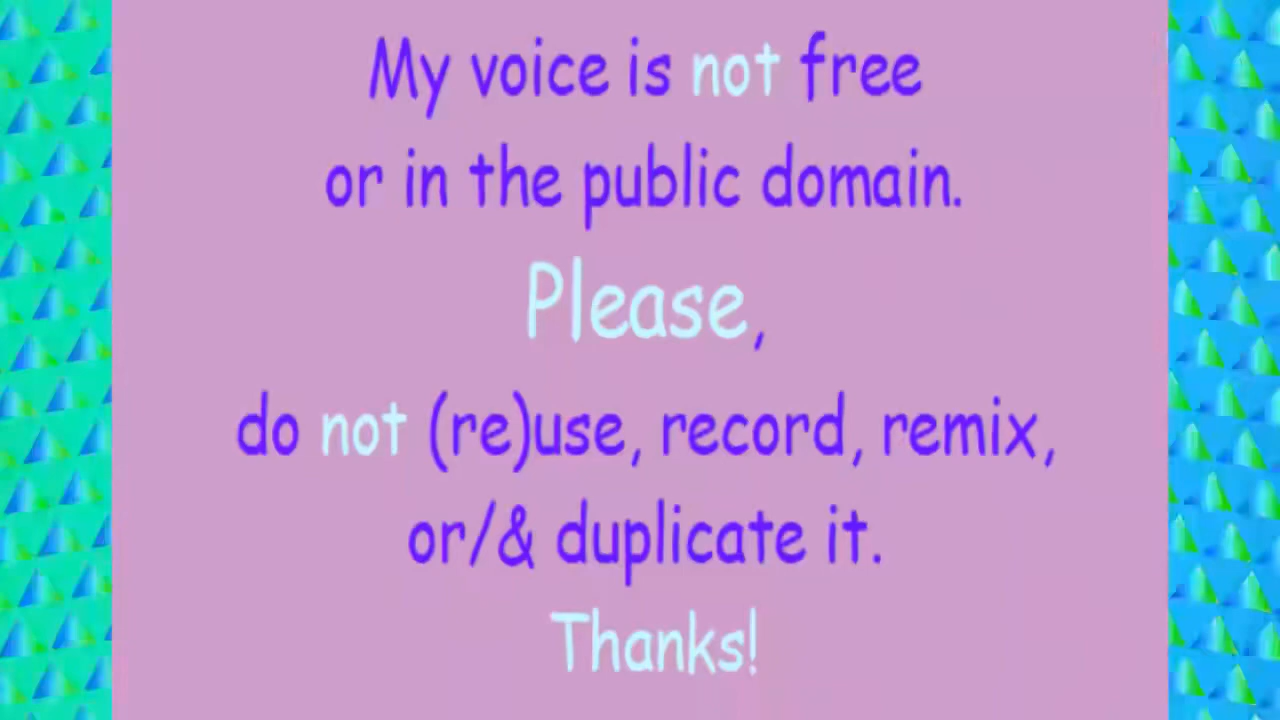 My voice is not free
or in the public domain.
Please,
do not (re)use, record, remix,
or/& duplicate it.
Thanks!